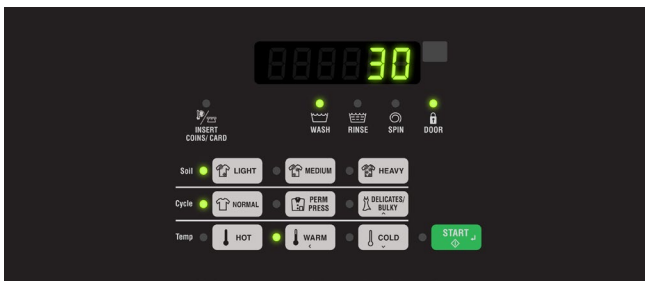 30
INSERT
COINS/CARD
WASH
RINSE
SPIN
DOOR
Soil
LIGHT
MEDIUM
HEAVY
Cycle
NORMAL
PERM
PRESS
DELICATES/
BULKY
Temp
HOT
WARM
COLD
START